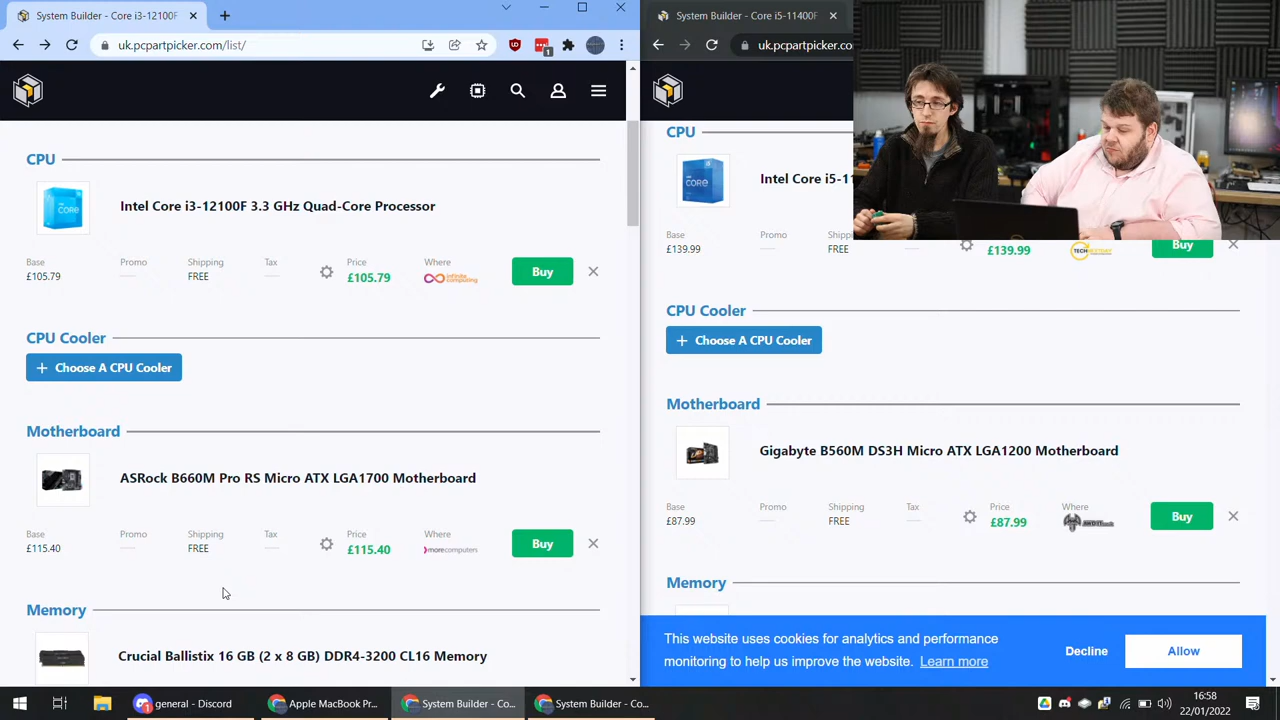 System Builder - Core i3-12100F
uk.pcpartpicker.com/list/
1
CPU
Intel Core i3-12100F 3.3 GHz Quad-Core Processor
Base Promo Shipping Tax Price Where
£105.79 FREE £105.79 infinite computing Buy
CPU Cooler
+ Choose A CPU Cooler
Motherboard
ASRock B660M Pro RS Micro ATX LGA1700 Motherboard
Base Promo Shipping Tax Price Where
£115.40 FREE £115.40 morecomputers Buy
Memory
Crucial Ballistix 16 GB (2 x 8 GB) DDR4-3200 CL16 Memory
System Builder - Core i5-11400F
uk.pcpartpicker.co
CPU
Intel Core i5-11
Base Promo Shippi
£139.99 FREE £139.99 Buy
CPU Cooler
+ Choose A CPU Cooler
Motherboard
Gigabyte B560M DS3H Micro ATX LGA1200 Motherboard
Base Promo Shipping Tax Price Where
£87.99 FREE £87.99 Buy
Memory
This website uses cookies for analytics and performance
monitoring to help us improve the website. Learn more
Decline Allow
general - Discord
Apple MacBook Pr...
System Builder - Co...
System Builder - Co...
16:58
22/01/2022